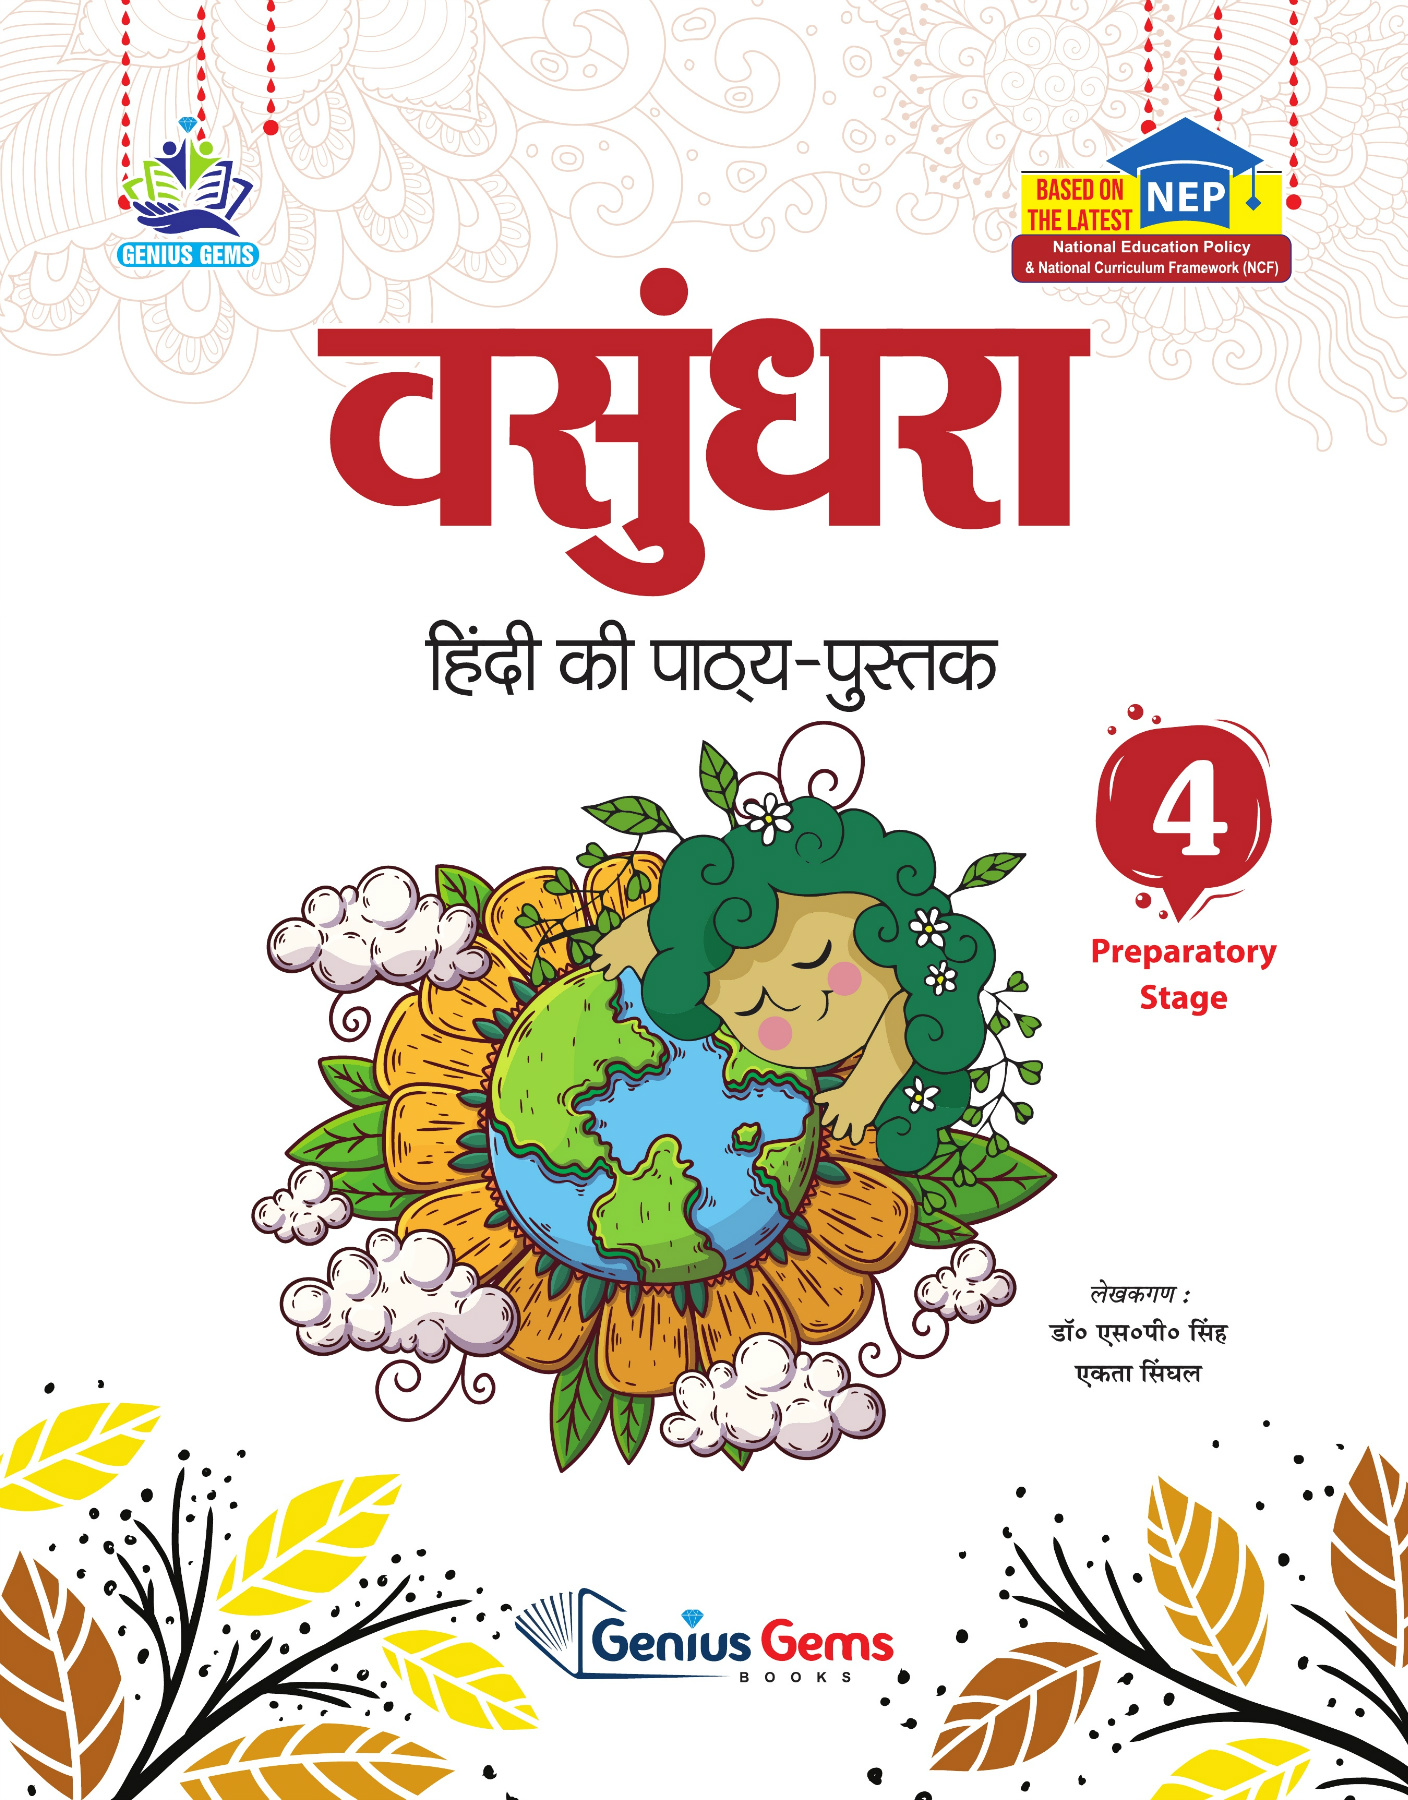 GENIUS GEMS
BASED ON
THE LATEST
NEP
National Education Policy
& National Curriculum Framework (NCF)
वसुंधरा
हिंदी की पाठ्य-पुस्तक
4
Preparatory
Stage
लेखकगण :
डॉ० एस०पी० सिंह
एकता सिंघल
Genius Gems
BOOKS